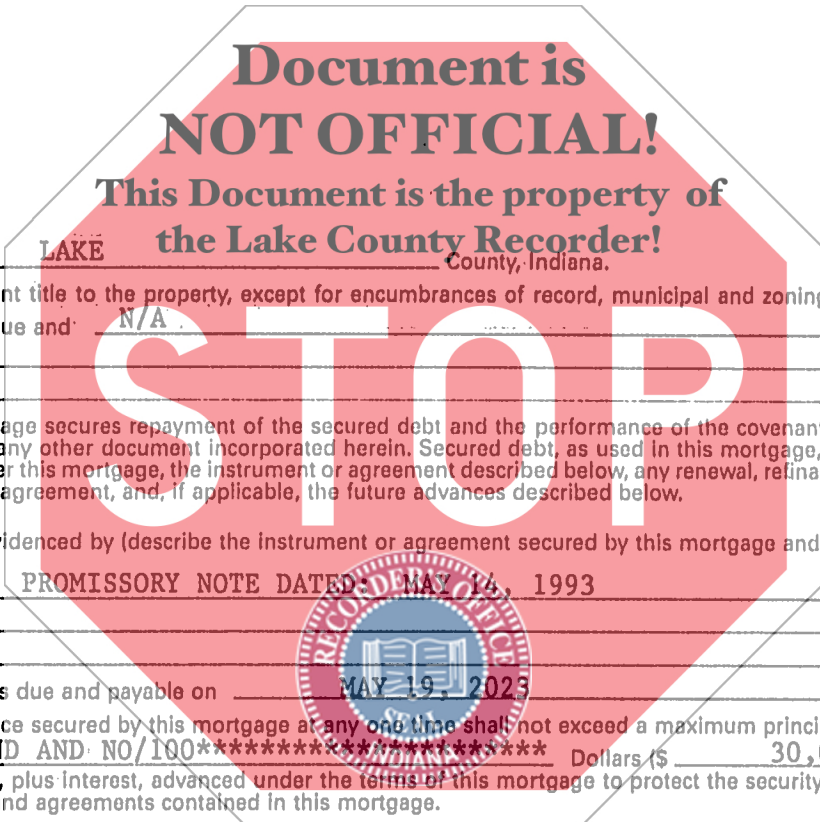 Document is
NOT OFFICIAL!
This Document is the property of
the Lake County Recorder!
LAKE County, Indiana.
nt title to the property, except for encumbrances of record, municipal and zoning
ue and N/A
STOP
age secures repayment of the secured debt and the performance of the covenant
any other document incorporated herein. Secured debt, as used in this mortgage,
er this mortgage, the instrument or agreement described below, any renewal, refina
agreement, and, if applicable, the future advances described below.
idenced by (describe the instrument or agreement secured by this mortgage and
PROMISSORY NOTE DATED: MAY 14, 1993
RECORDER'S OFFICE
s due and payable on MAY 19, 2023
SEAL
ce secured by this mortgage at any one time shall not exceed a maximum princi
D AND NO/100********************** Dollars ($ 30,
INDIANA
, plus interest, advanced under the terms of this mortgage to protect the security
nd agreements contained in this mortgage.